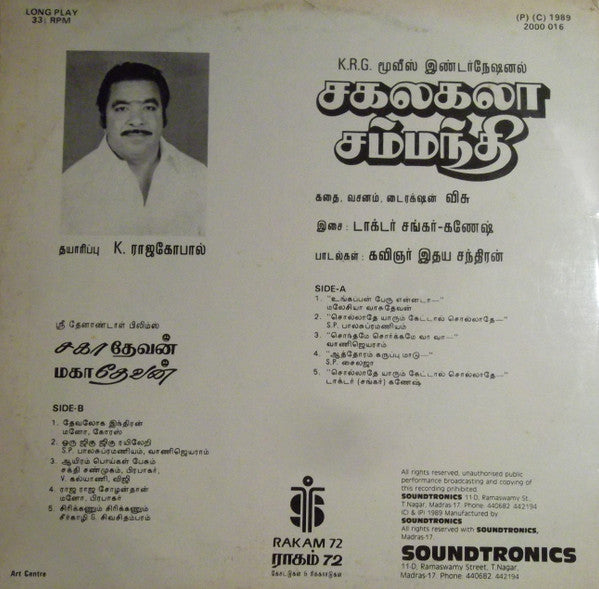 LONG PLAY
33⅓ RPM
(P) (C) 1989
2000 016
K.R.G. மூவீஸ் இண்டர்நேஷனல்
சகலகலா
சம்மந்தி
கதை, வசனம், டைரக்ஷன் விசு
இசை : டாக்டர் சங்கர்-கணேஷ்
பாடல்கள் : கவிஞர் இதய சந்திரன்
தயாரிப்பு K. ராஜகோபால்
SIDE-A
1. "உங்கப்பன் பேரு என்னடா—"
மலேசியா வாசுதேவன்
2. "சொல்லாதே யாரும் கேட்டால் சொல்லாதே—"
S.P. பாலசுப்ரமணியம்
3. "சொந்தமே சொர்க்கமே வா வா—"
வாணிஜெயராம்
4. "ஆத்தோரம் கருப்பு மாடு—"
S.P. சைலஜா
5. "சொல்லாதே யாரும் கேட்டால் சொல்லாதே—"
டாக்டர் (சங்கர்) கணேஷ்
ஸ்ரீ தேனாண்டாள் பிலிம்ஸ்
சகாதேவன்
மகாதேவன்
SIDE-B
1. தேவலோக இந்திரன்
மனோ, கோரஸ்
2. ஒரு ஜிகு ஜிகு ரயிலேறி
S.P. பாலசுப்ரமணியம், வாணிஜெயராம்
3. ஆயிரம் பொய்கள் பேசும்
சக்தி சண்முகம், பிரபாகர்,
V. கல்யாணி, விஜி
4. ராஜ ராஜ சோழன்தான்
மனோ, பிரபாகர்
5. சிரிக்கணும் சிரிக்கணும்
சீர்காழி G. சிவசிதம்பரம்
RAKAM 72
ராகம் 72
கேசட்டுகள் & ரிக்கார்டுகள்
All rights reserved, unauthorised public
performance broadcasting and copying of
this recording prohibited.
SOUNDTRONICS 11-D, Ramaswamy St.,
T.Nagar, Madras-17. Phone: 440682 442194
(C) & (P) 1989 Manufactured by
SOUNDTRONICS
All rights reserved with SOUNDTRONICS,
Madras-17.
SOUNDTRONICS
11-D, Ramaswamy Street, T.Nagar,
Madras-17. Phone: 440682. 442194
Art Centre